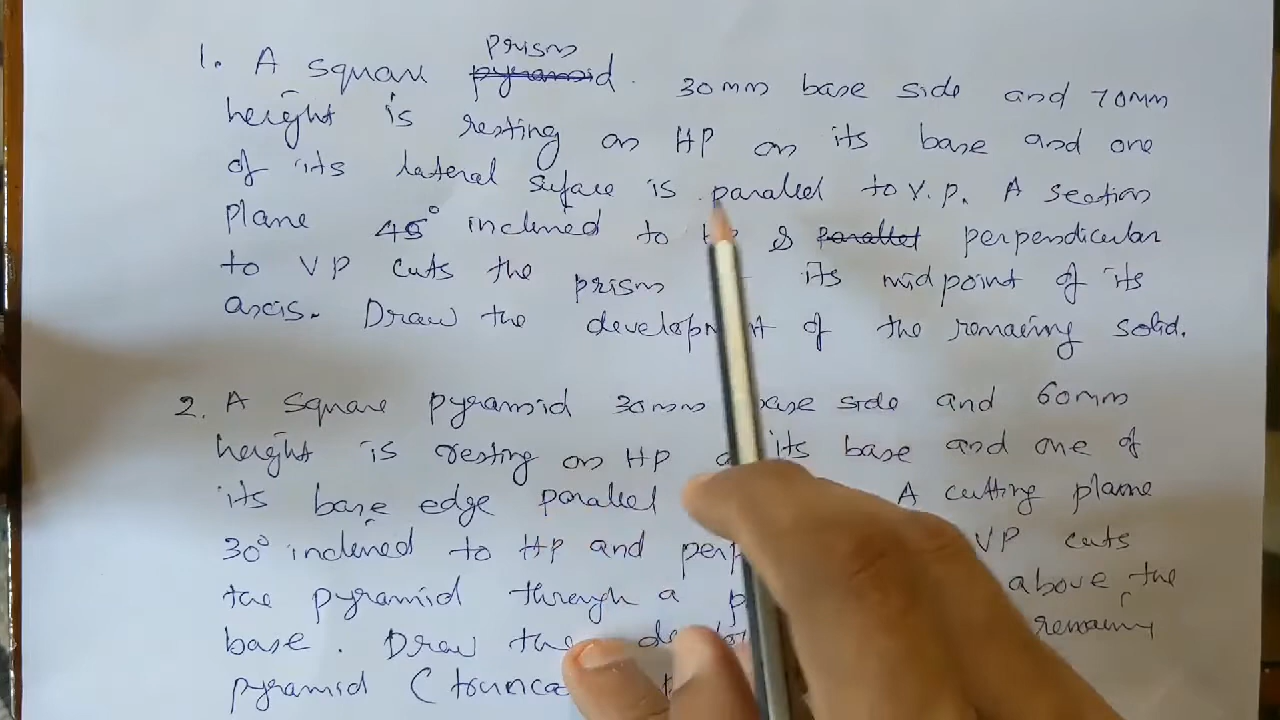 1. A square prism pyramid. 30mm base side and 70mm
height is resting on HP on its base and one
of its lateral suface is parallel to V.P. A section
plane 45° inclined to & parallel perpendicular
to VP cuts the prism its midpoint of its
axis. Draw the development of the remaining solid.
2. A square pyramid 30mm base side and 60mm
height is resting on HP its base and one of
its base edge parallel A cutting plane
30° inclined to HP and VP cuts
the pyramid through a above the
base. Draw the remaining
pyramid (